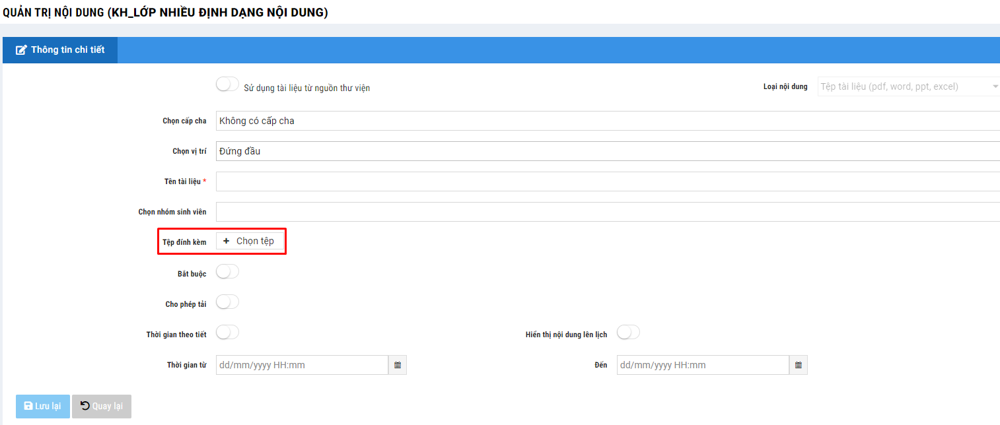 QUẢN TRỊ NỘI DUNG (KH_LỚP NHIỀU ĐỊNH DẠNG NỘI DUNG)
Thông tin chi tiết
Sử dụng tài liệu từ nguồn thư viện
Loại nội dung Tệp tài liệu (pdf, word, ppt, excel)
Chọn cấp cha Không có cấp cha
Chọn vị trí Đứng đầu
Tên tài liệu *
Chọn nhóm sinh viên
Tệp đính kèm + Chọn tệp
Bắt buộc
Cho phép tải
Thời gian theo tiết Hiển thị nội dung lên lịch
Thời gian từ dd/mm/yyyy HH:mm Đến dd/mm/yyyy HH:mm
Lưu lại Quay lại